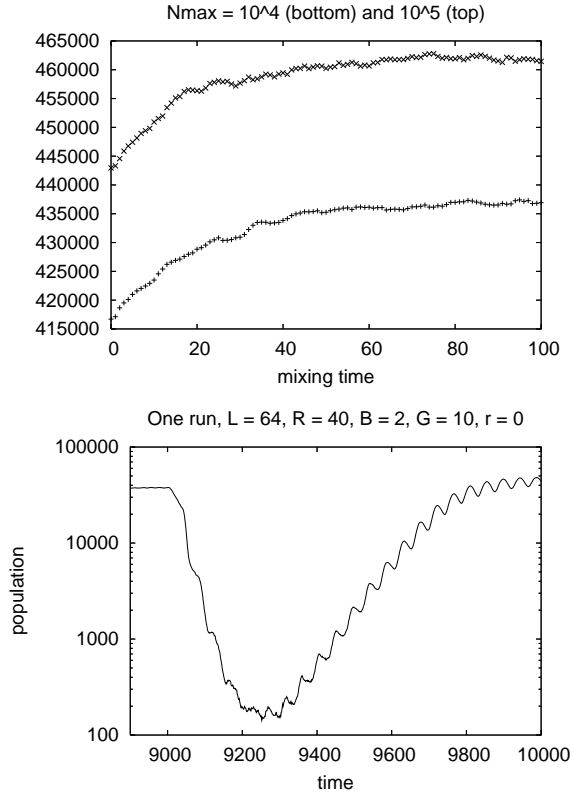 Nmax = 10^4 (bottom) and 10^5 (top)
465000
460000
455000
450000
445000
440000
435000
430000
425000
420000
415000
0 20 40 60 80 100
mixing time
One run, L = 64, R = 40, B = 2, G = 10, r = 0
100000
10000
1000
100
population
9000 9200 9400 9600 9800 10000
time